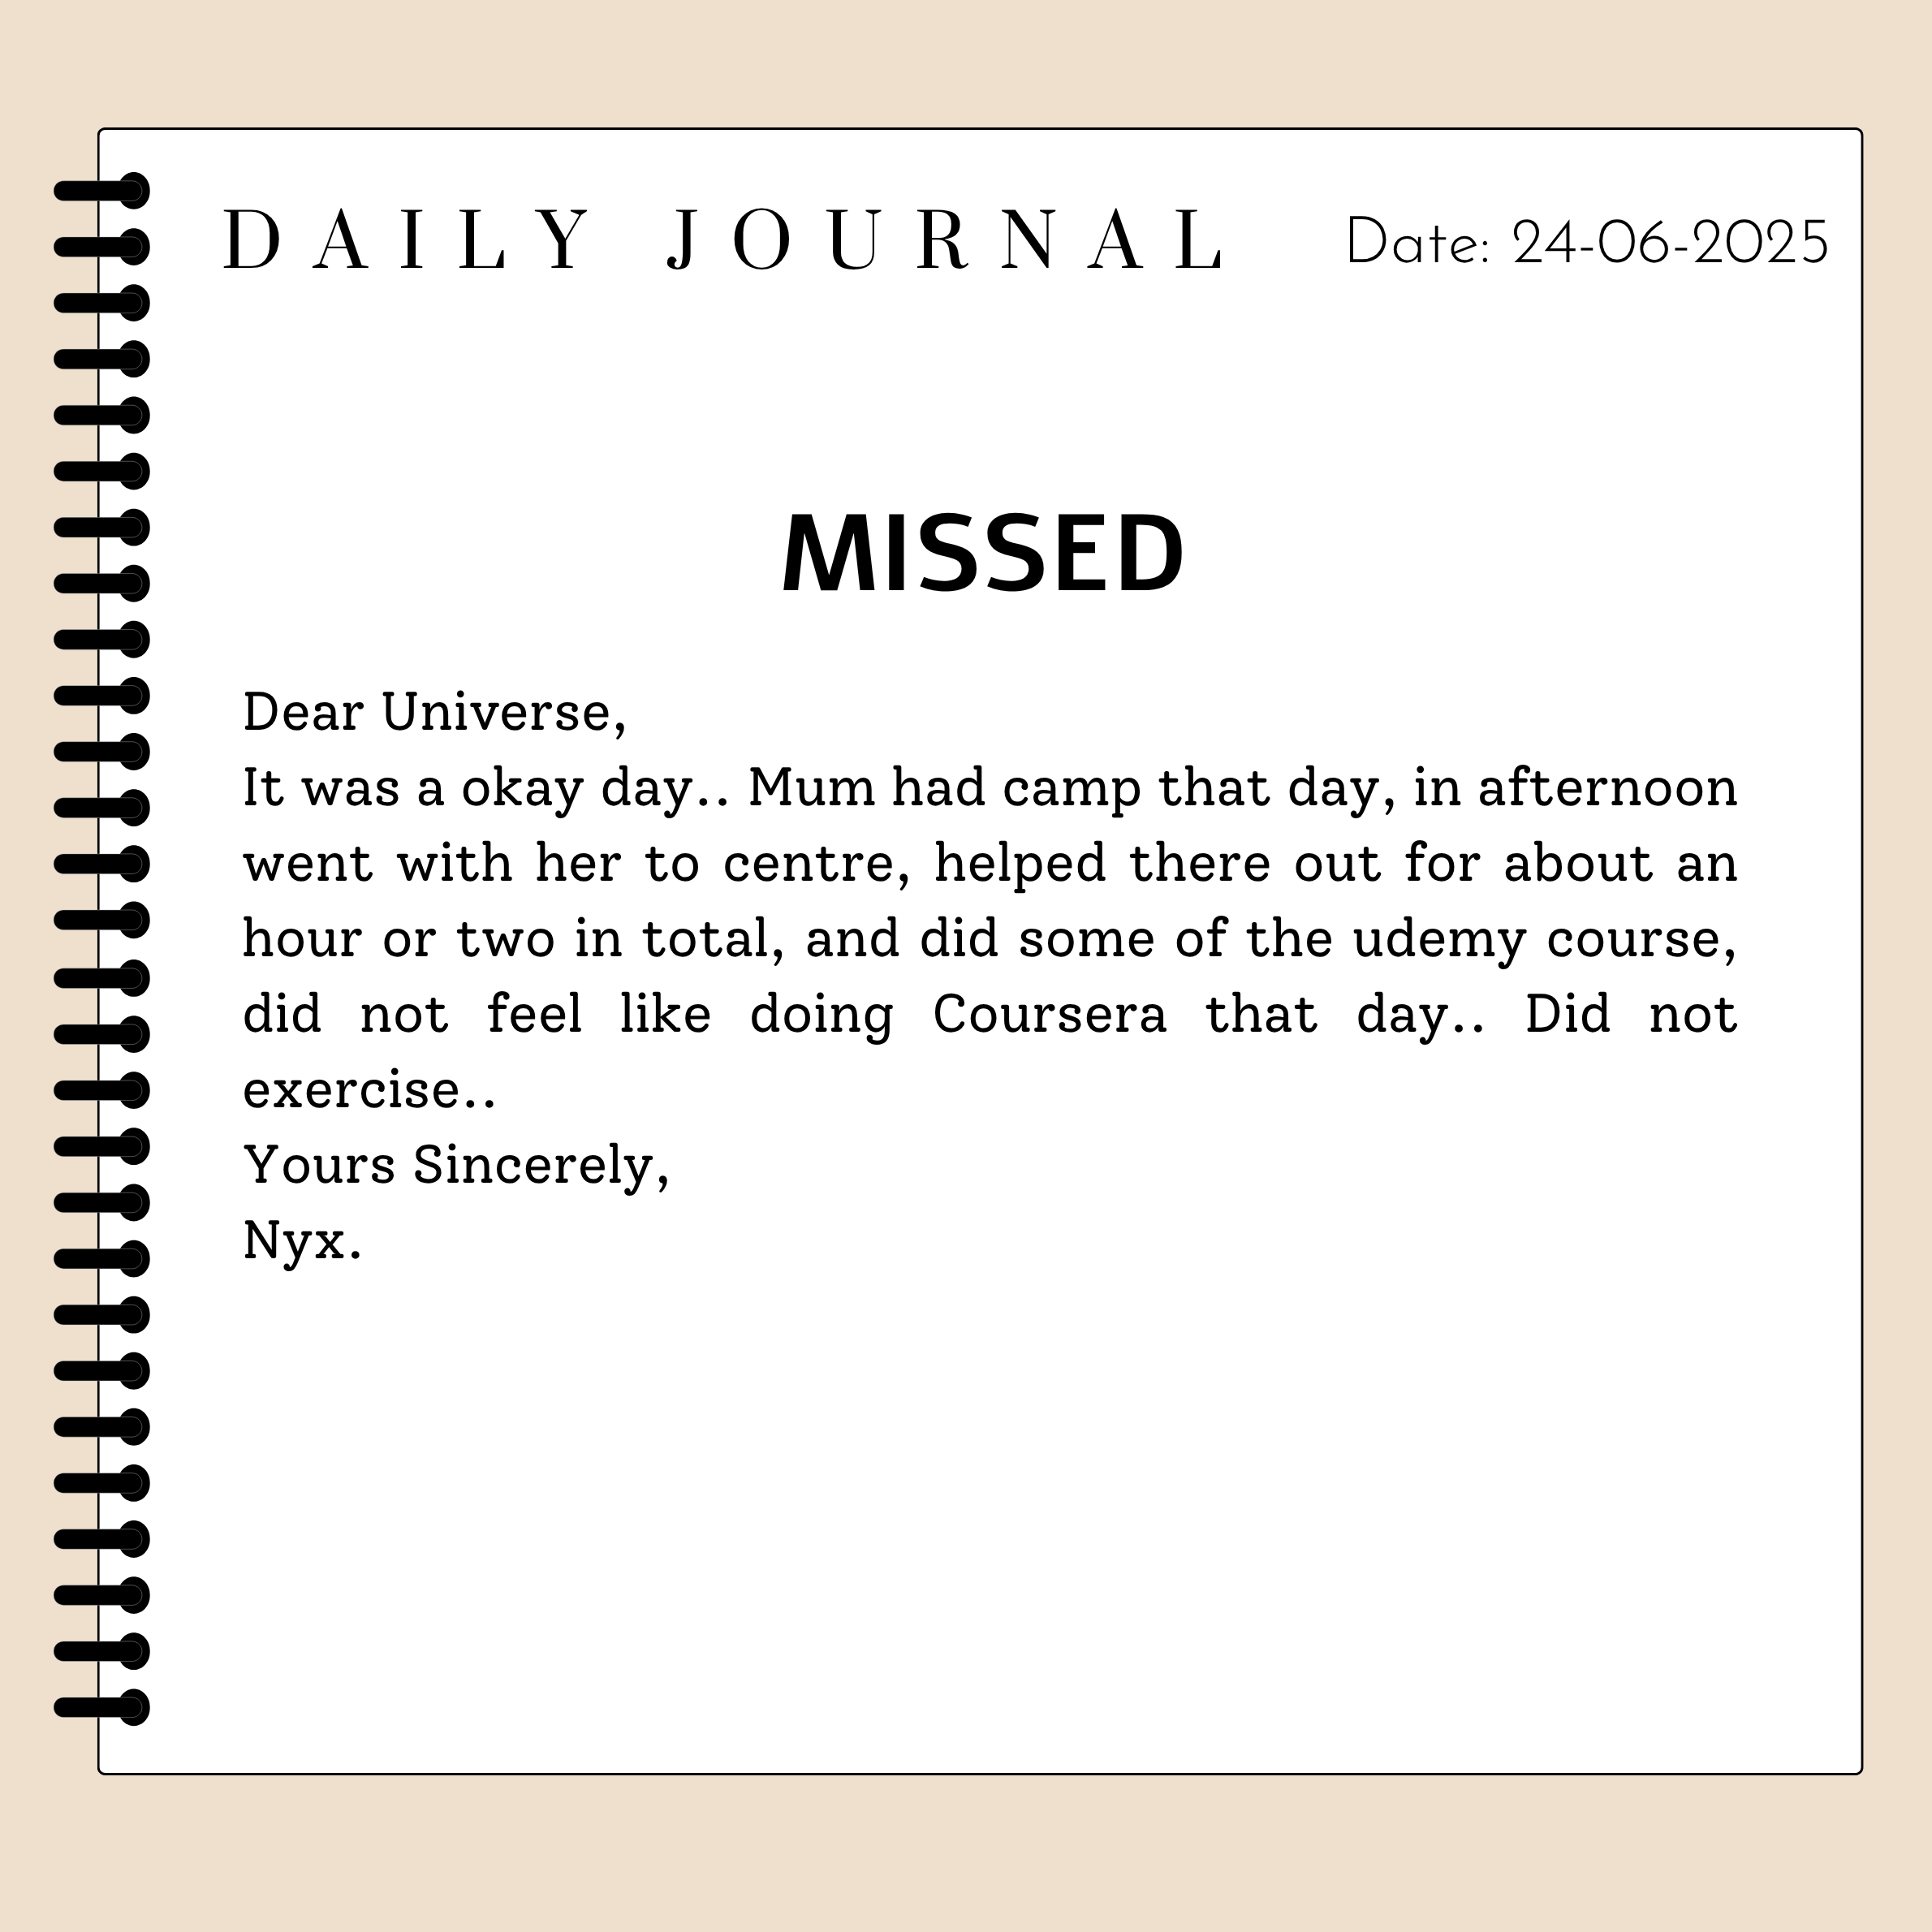 DAILY JOURNAL Date: 24-06-2025
MISSED
Dear Universe,
It was a okay day.. Mum had camp that day, in afternoon
went with her to centre, helped there out for about an
hour or two in total, and did some of the udemy course,
did not feel like doing Coursera that day.. Did not
exercise..
Yours Sincerely,
Nyx.